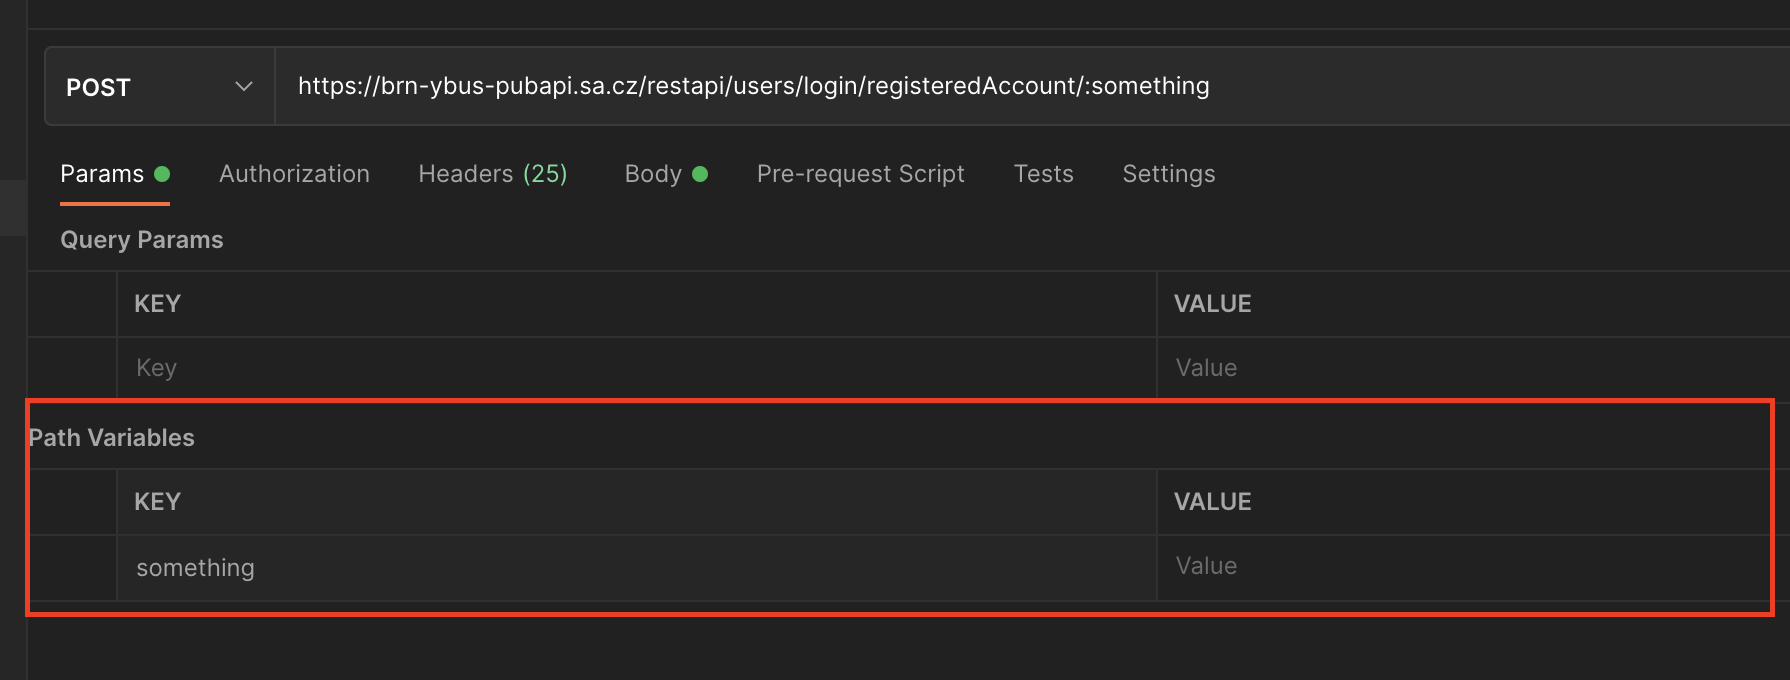 POST https://brn-ybus-pubapi.sa.cz/restapi/users/login/registeredAccount/:something
Params Authorization Headers (25) Body Pre-request Script Tests Settings
Query Params
KEY VALUE
Key Value
Path Variables
KEY VALUE
something Value